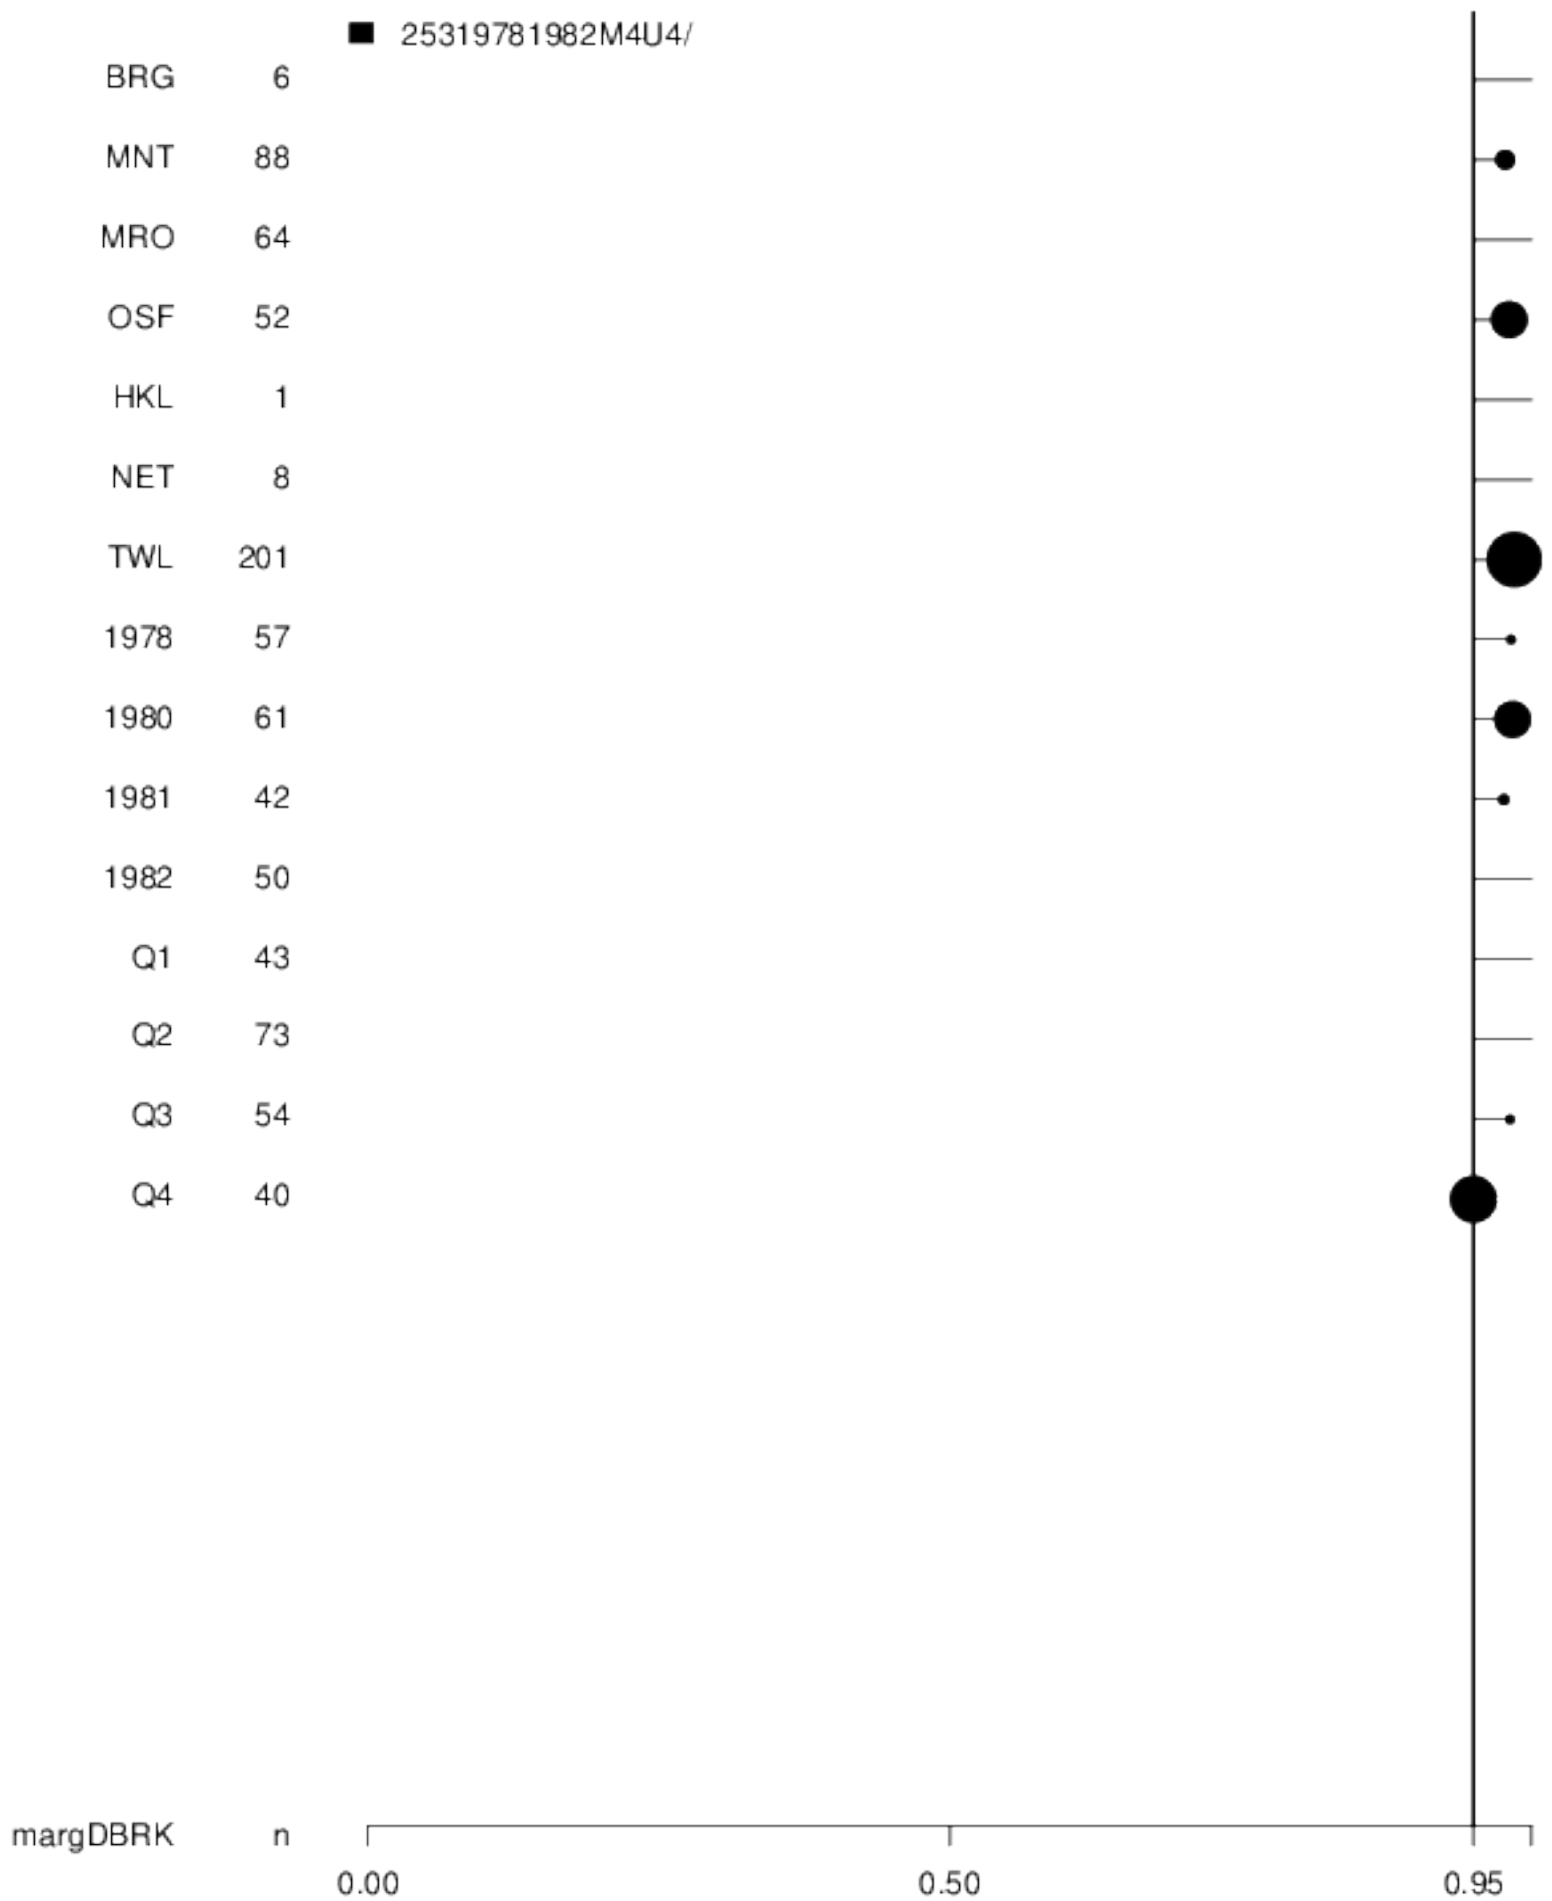 25319781982M4U4/
BRG 6
MNT 88
MRO 64
OSF 52
HKL 1
NET 8
TWL 201
1978 57
1980 61
1981 42
1982 50
Q1 43
Q2 73
Q3 54
Q4 40
margDBRK n
0.00 0.50 0.95